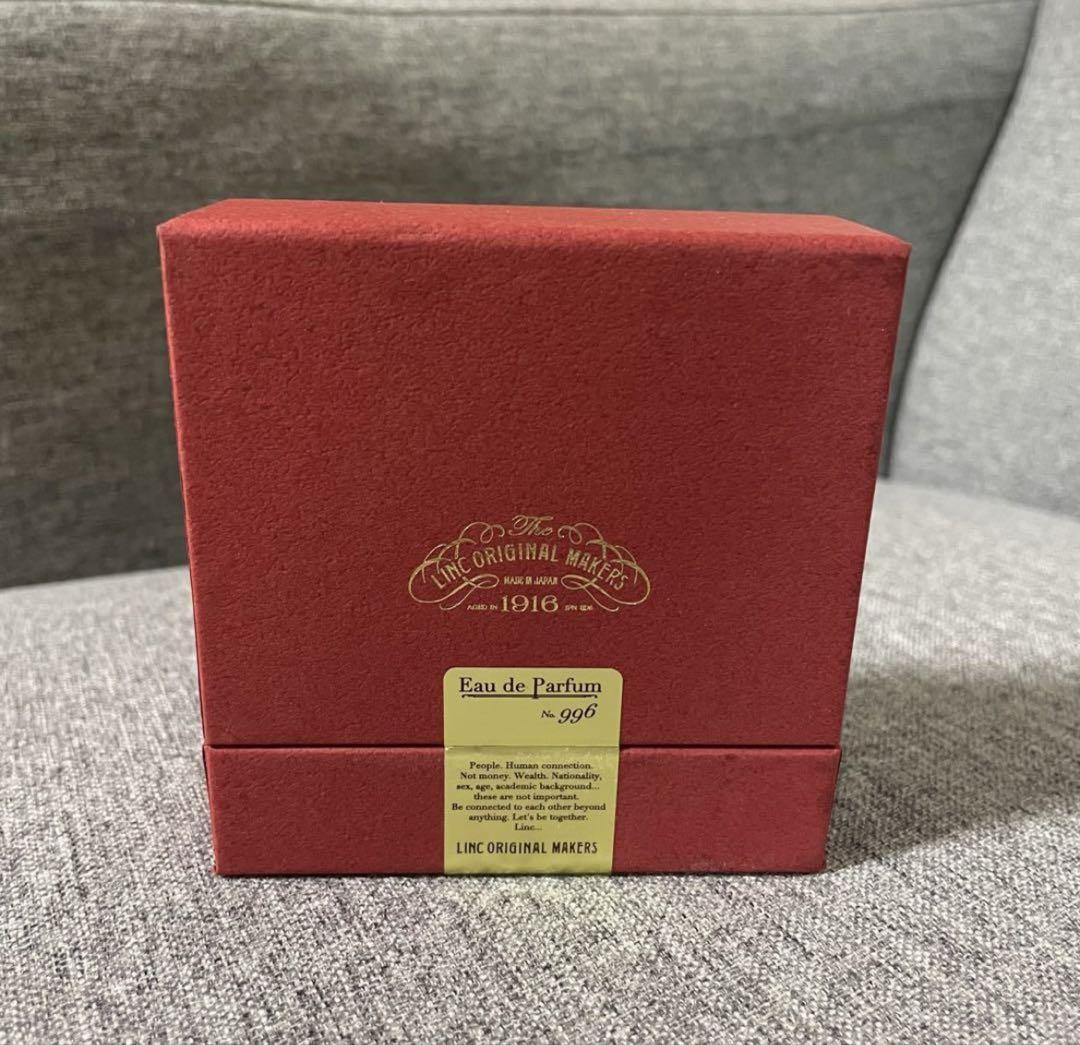 The
LINC ORIGINAL MAKERS
MADE IN JAPAN
AGED IN 1916
Eau de Parfum
No. 996
People. Human connection.
Not money. Wealth. Nationality,
sex, age, academic background...
these are not important.
Be connected to each other beyond
anything. Let's be together.
Linc...
LINC ORIGINAL MAKERS